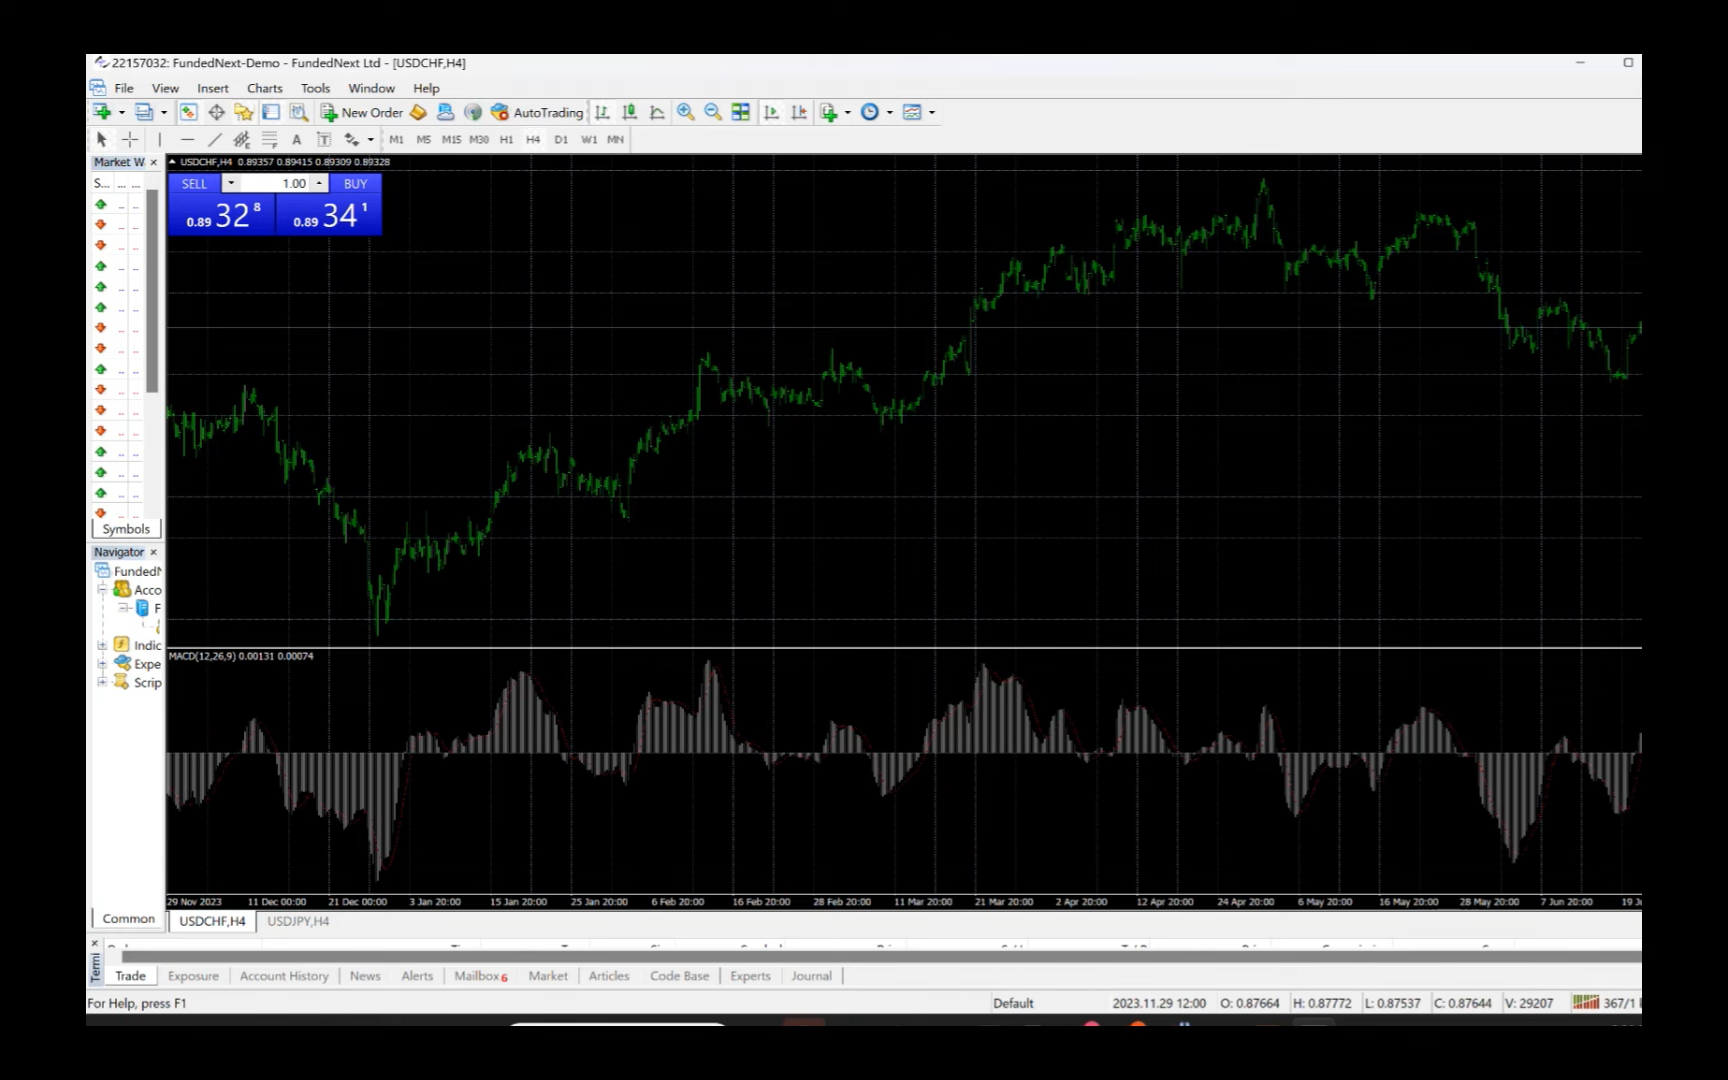 22157032: FundedNext-Demo - FundedNext Ltd - [USDCHF,H4]
File View Insert Charts Tools Window Help
New Order AutoTrading
M1 M5 M15 M30 H1 H4 D1 W1 MN
Market W
S... ... ...
USDCHF,H4 0.89357 0.89415 0.89309 0.89328
SELL 1.00 BUY
0.89 32 8 0.89 34 1
Symbols
Navigator
FundedN
Acco
F
Indic
Expe
Scrip
Common
MACD(12,26,9) 0.00131 0.00074
29 Nov 2023 11 Dec 00:00 21 Dec 00:00 3 Jan 20:00 15 Jan 20:00 25 Jan 20:00 6 Feb 20:00 16 Feb 20:00 28 Feb 20:00 11 Mar 20:00 21 Mar 20:00 2 Apr 20:00 12 Apr 20:00 24 Apr 20:00 6 May 20:00 16 May 20:00 28 May 20:00 7 Jun 20:00 19 J
USDCHF,H4 USDJPY,H4
Termi
Trade Exposure Account History News Alerts Mailbox 6 Market Articles Code Base Experts Journal
For Help, press F1 Default 2023.11.29 12:00 O: 0.87664 H: 0.87772 L: 0.87537 C: 0.87644 V: 29207 367/1